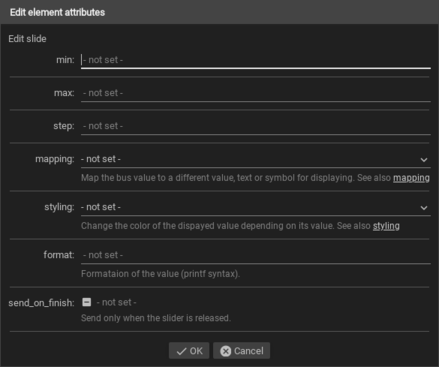 Edit element attributes
Edit slide
min: - not set -
max: - not set -
step: - not set -
mapping: - not set -
Map the bus value to a different value, text or symbol for displaying. See also mapping
styling: - not set -
Change the color of the dispayed value depending on its value. See also styling
format: - not set -
Formataion of the value (printf syntax).
send_on_finish: - not set -
Send only when the slider is released.
OK Cancel